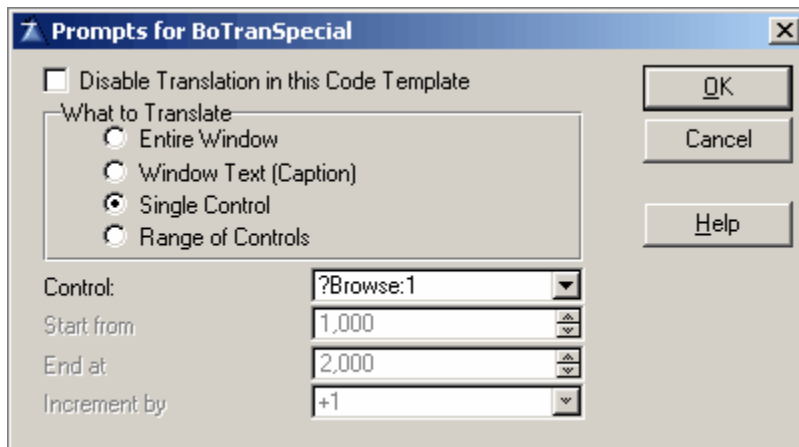 Prompts for BoTranSpecial
Disable Translation in this Code Template
What to Translate
Entire Window
Window Text (Caption)
Single Control
Range of Controls
OK
Cancel
Help
Control:
?Browse:1
Start from
1,000
End at
2,000
Increment by
+1